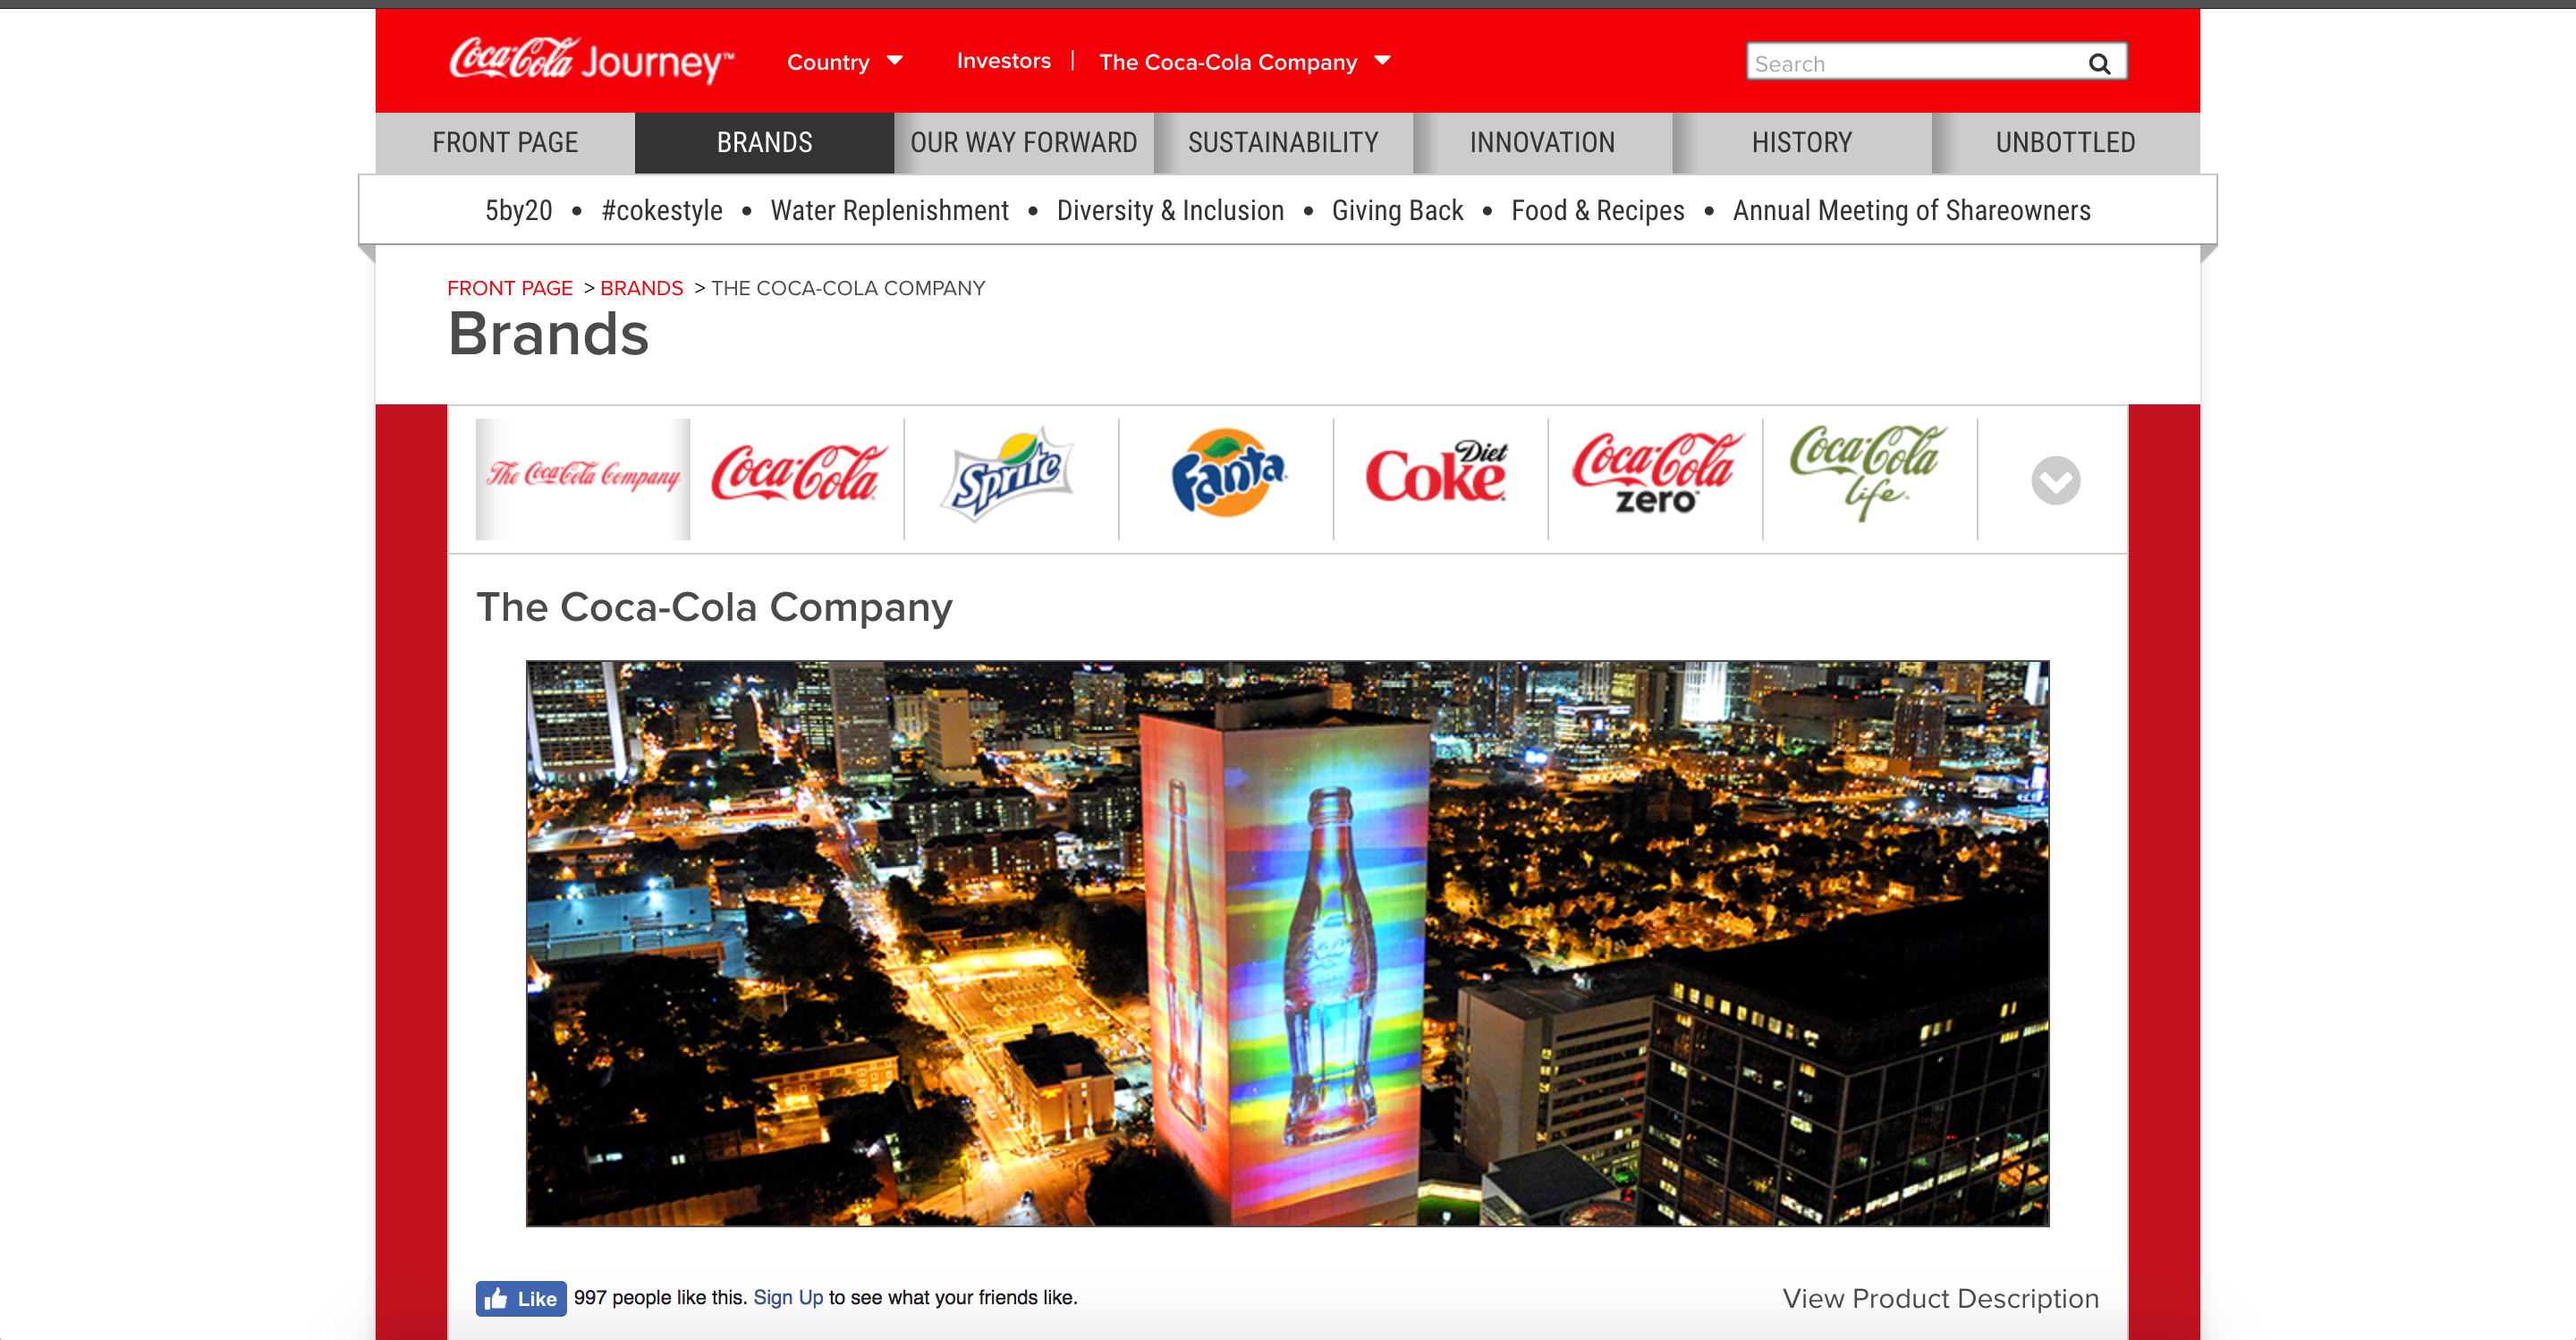 Coca-Cola Journey™ Country Investors | The Coca-Cola Company
Search
FRONT PAGE BRANDS OUR WAY FORWARD SUSTAINABILITY INNOVATION HISTORY UNBOTTLED
5by20 • #cokestyle • Water Replenishment • Diversity & Inclusion • Giving Back • Food & Recipes • Annual Meeting of Shareowners
FRONT PAGE > BRANDS > THE COCA-COLA COMPANY
Brands
The Coca-Cola Company
Coca-Cola
Sprite
Fanta
Diet Coke
Coca-Cola zero
Coca-Cola life
The Coca-Cola Company
Like 997 people like this. Sign Up to see what your friends like.
View Product Description